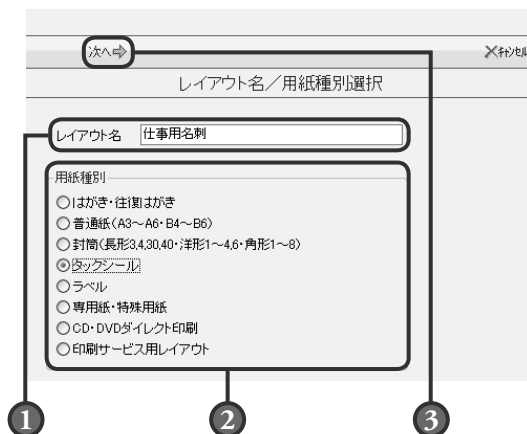 次へ キャンセル
レイアウト名／用紙種別選択
レイアウト名 仕事用名刺
用紙種別
はがき・往復はがき
普通紙(A3～A6・B4～B6)
封筒(長形3,4,30,40・洋形1～4,6・角形1～8)
タックシール
ラベル
専用紙・特殊用紙
CD・DVDダイレクト印刷
印刷サービス用レイアウト
1 2 3